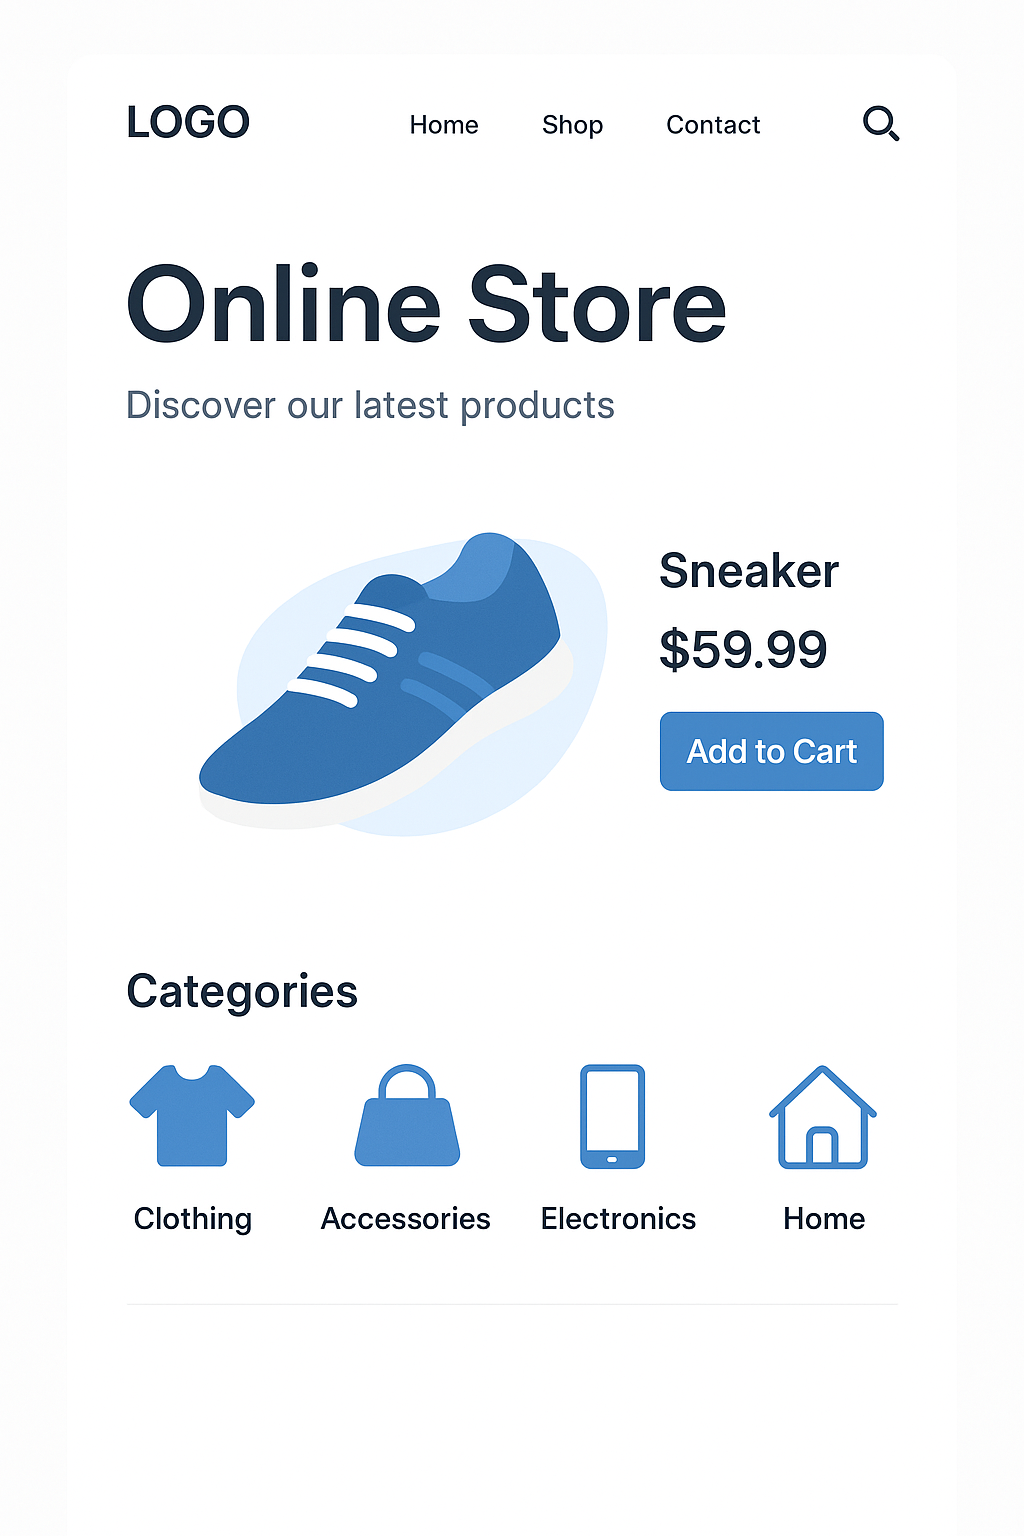 LOGO
Home
Shop
Contact
Online Store
Discover our latest products
Sneaker
$59.99
Add to Cart
Categories
Clothing
Accessories
Electronics
Home